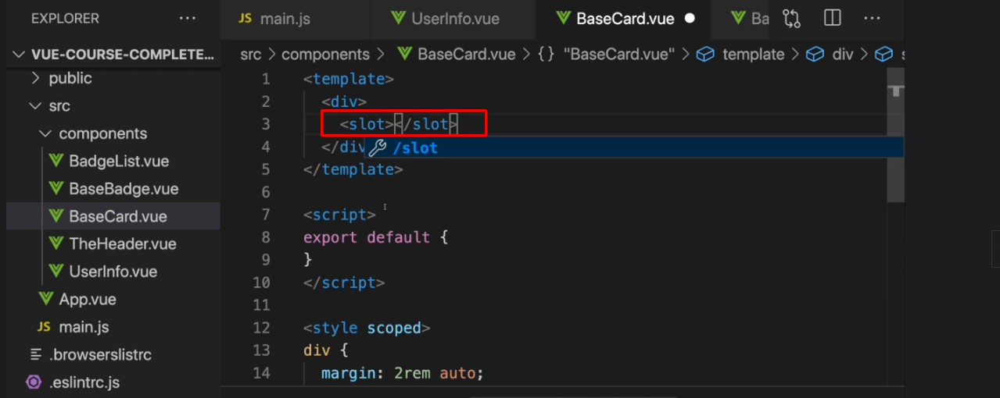 EXPLORER ...
JS main.js UserInfo.vue BaseCard.vue Ba ...
VUE-COURSE-COMPLETE...
src > components > BaseCard.vue > {} "BaseCard.vue" > template > div > s
public
src
components
BadgeList.vue
BaseBadge.vue
BaseCard.vue
TheHeader.vue
UserInfo.vue
App.vue
JS main.js
.browserslistrc
.eslintrc.js
1 <template>
2 <div>
3 <slot></slot>
4 </div
/slot
5 </template>
6
7 <script>
8 export default {
9 }
10 </script>
11
12 <style scoped>
13 div {
14 margin: 2rem auto;